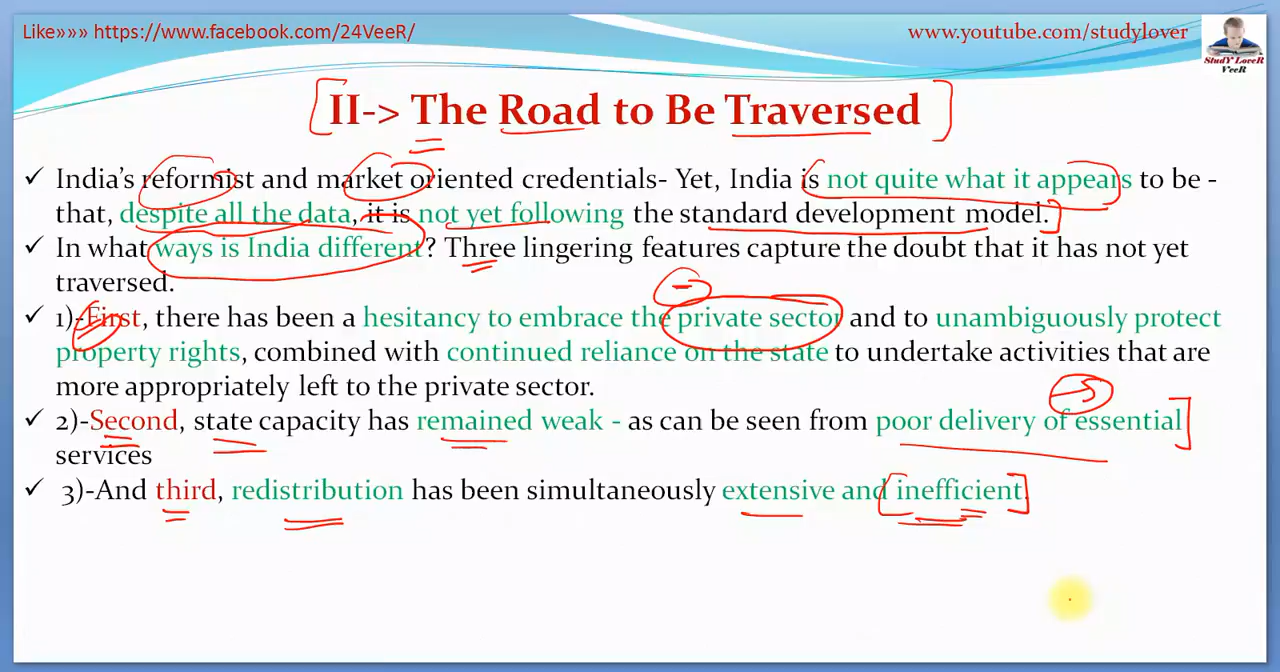 Like»»» https://www.facebook.com/24VeeR/
www.youtube.com/studylover
StudY LoveR
VeeR
II-> The Road to Be Traversed
✓ India's reformist and market oriented credentials- Yet, India is not quite what it appears to be -
that, despite all the data, it is not yet following the standard development model.
✓ In what ways is India different? Three lingering features capture the doubt that it has not yet
traversed.
✓ 1)-First, there has been a hesitancy to embrace the private sector and to unambiguously protect
property rights, combined with continued reliance on the state to undertake activities that are
more appropriately left to the private sector.
✓ 2)-Second, state capacity has remained weak - as can be seen from poor delivery of essential
services
✓ 3)-And third, redistribution has been simultaneously extensive and inefficient.